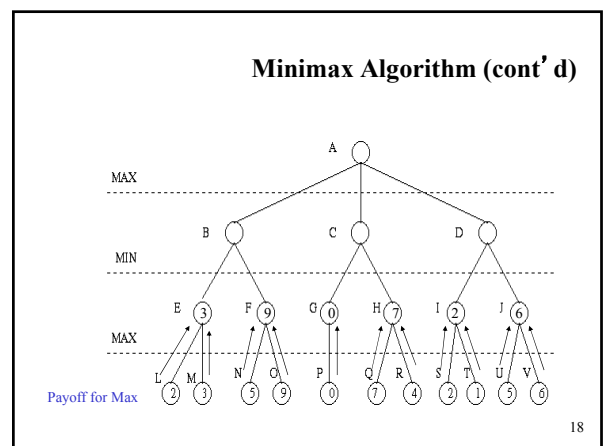 Minimax Algorithm (cont’ d)
A
MAX
B C D
MIN
E 3 F 9 G 0 H 7 I 2 J 6
MAX
L M N O P Q R S T U V
Payoff for Max 2 3 5 9 0 7 4 2 1 5 6
18